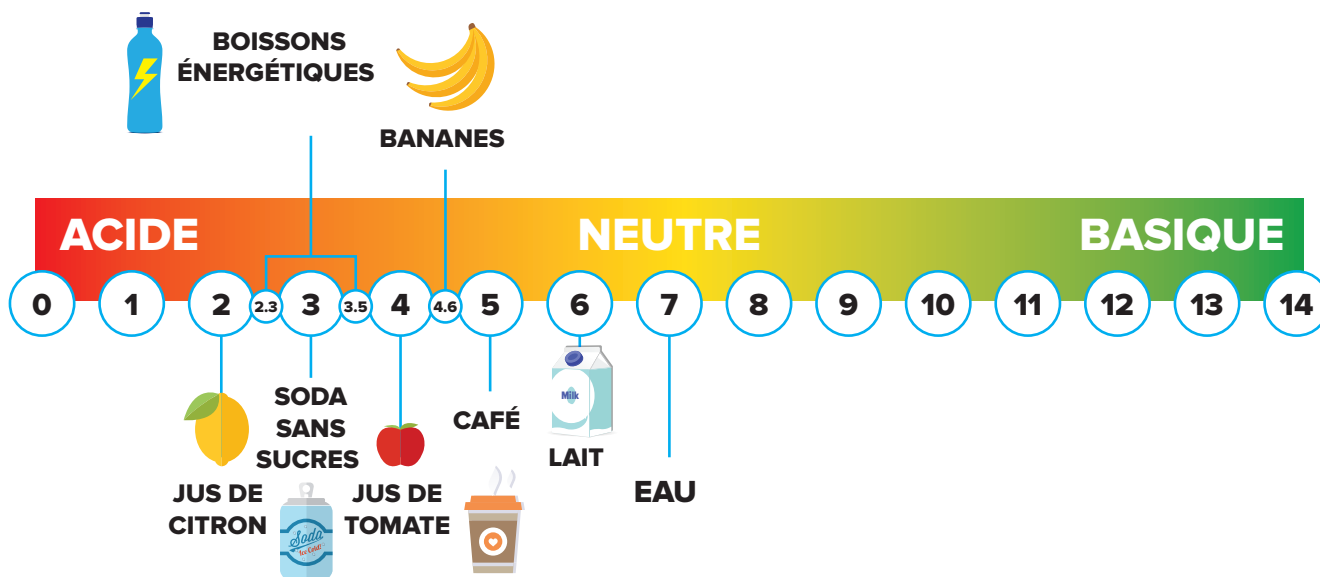 BOISSONS
ÉNERGÉTIQUES
BANANES
ACIDE NEUTRE BASIQUE
0 1 2 2.3 3 3.5 4 4.6 5 6 7 8 9 10 11 12 13 14
JUS DE
CITRON
SODA
SANS
SUCRES
Soda
Ice Cold!
JUS DE
TOMATE
CAFÉ
Milk
LAIT
EAU